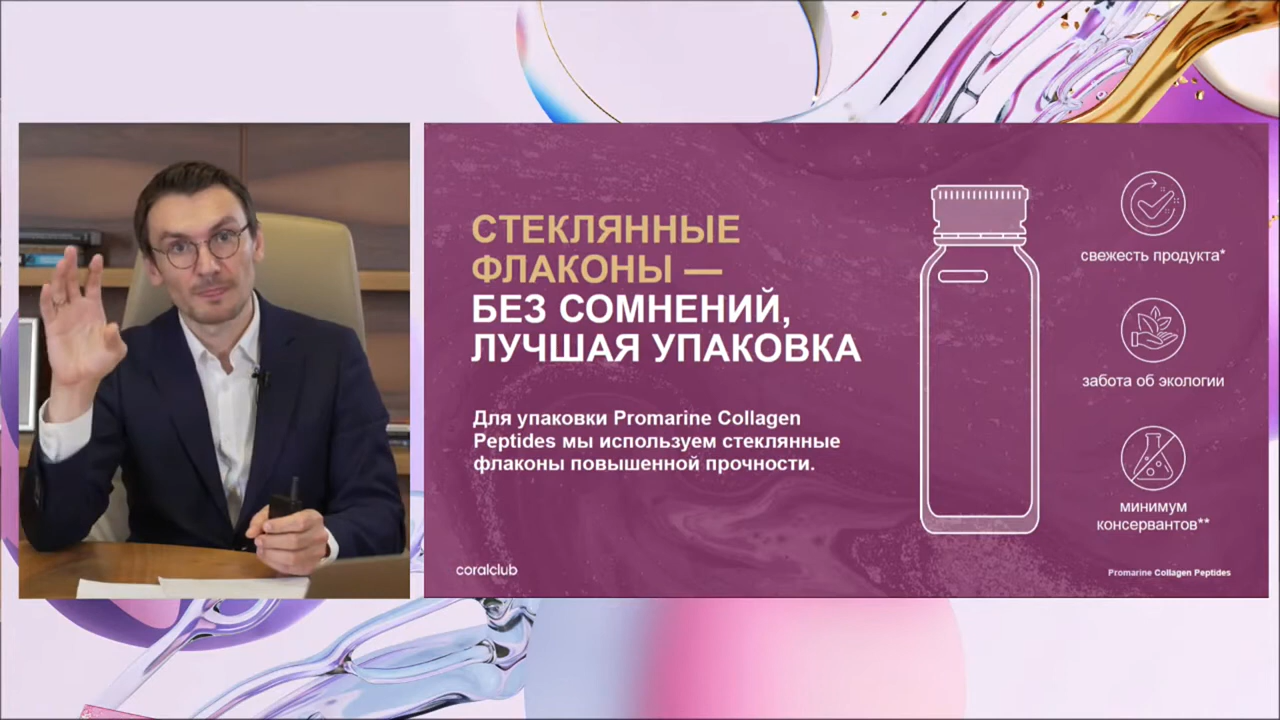 СТЕКЛЯННЫЕ
ФЛАКОНЫ —
БЕЗ СОМНЕНИЙ,
ЛУЧШАЯ УПАКОВКА
Для упаковки Promarine Collagen
Peptides мы используем стеклянные
флаконы повышенной прочности.
свежесть продукта*
забота об экологии
минимум
консервантов**
coralclub
Promarine Collagen Peptides